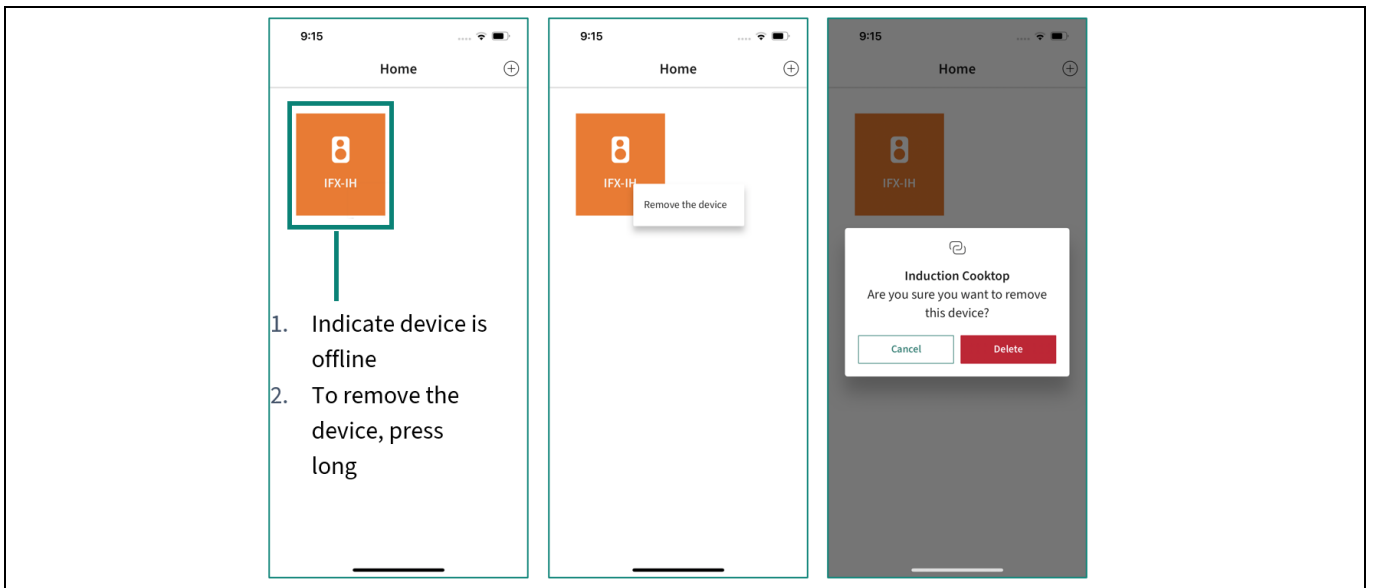 9:15
Home
IFX-IH
1. Indicate device is
offline
2. To remove the
device, press
long
9:15
Home
IFX-IH
Remove the device
9:15
Home
IFX-IH
Induction Cooktop
Are you sure you want to remove
this device?
Cancel
Delete